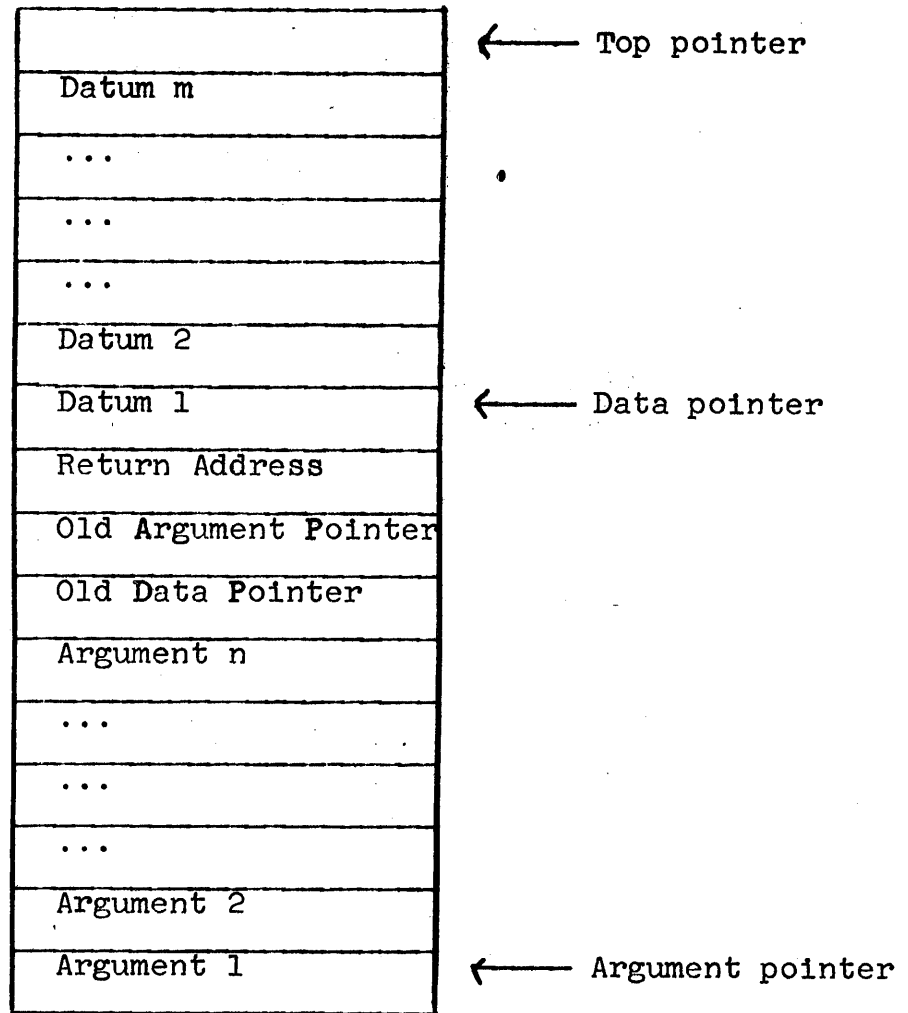 ← Top pointer
Datum m
...
...
...
Datum 2
Datum 1 ← Data pointer
Return Address
Old Argument Pointer
Old Data Pointer
Argument n
...
...
...
Argument 2
Argument 1 ← Argument pointer